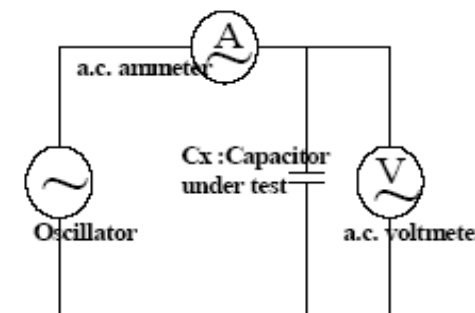 A
a.c. ammeter
Cx :Capacitor
under test
V
Oscillator
a.c. voltmete